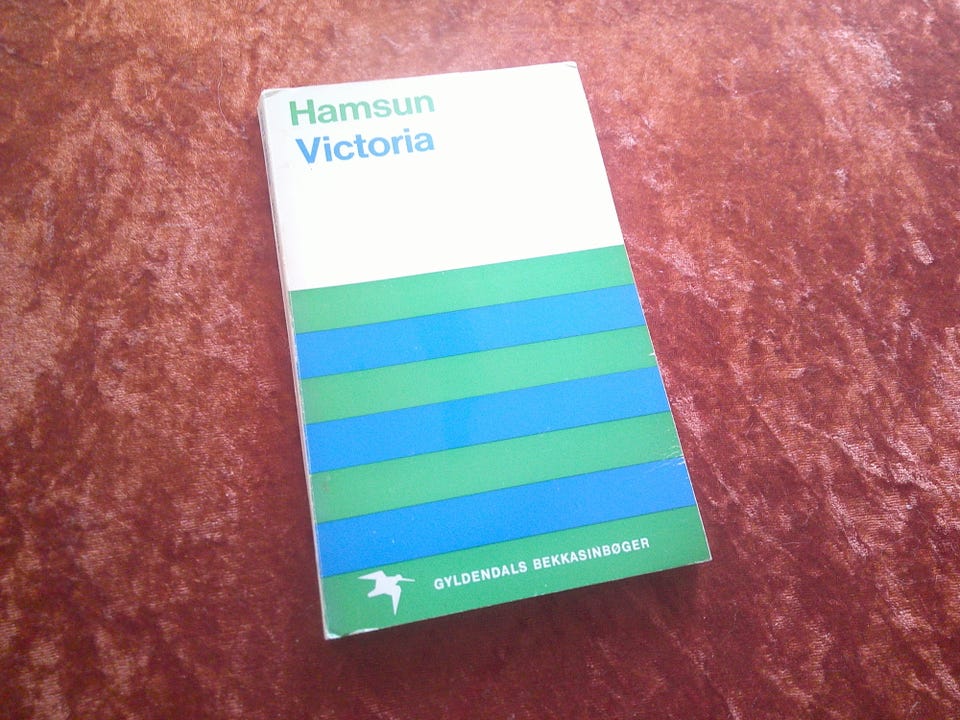 Hamsun
Victoria
GYLDENDALS BEKKASINBØGER